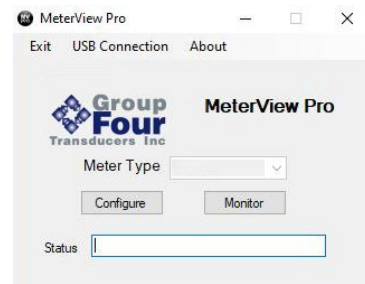 MeterView Pro
Exit USB Connection About
Group
Four
Transducers Inc
MeterView Pro
Meter Type
Configure Monitor
Status